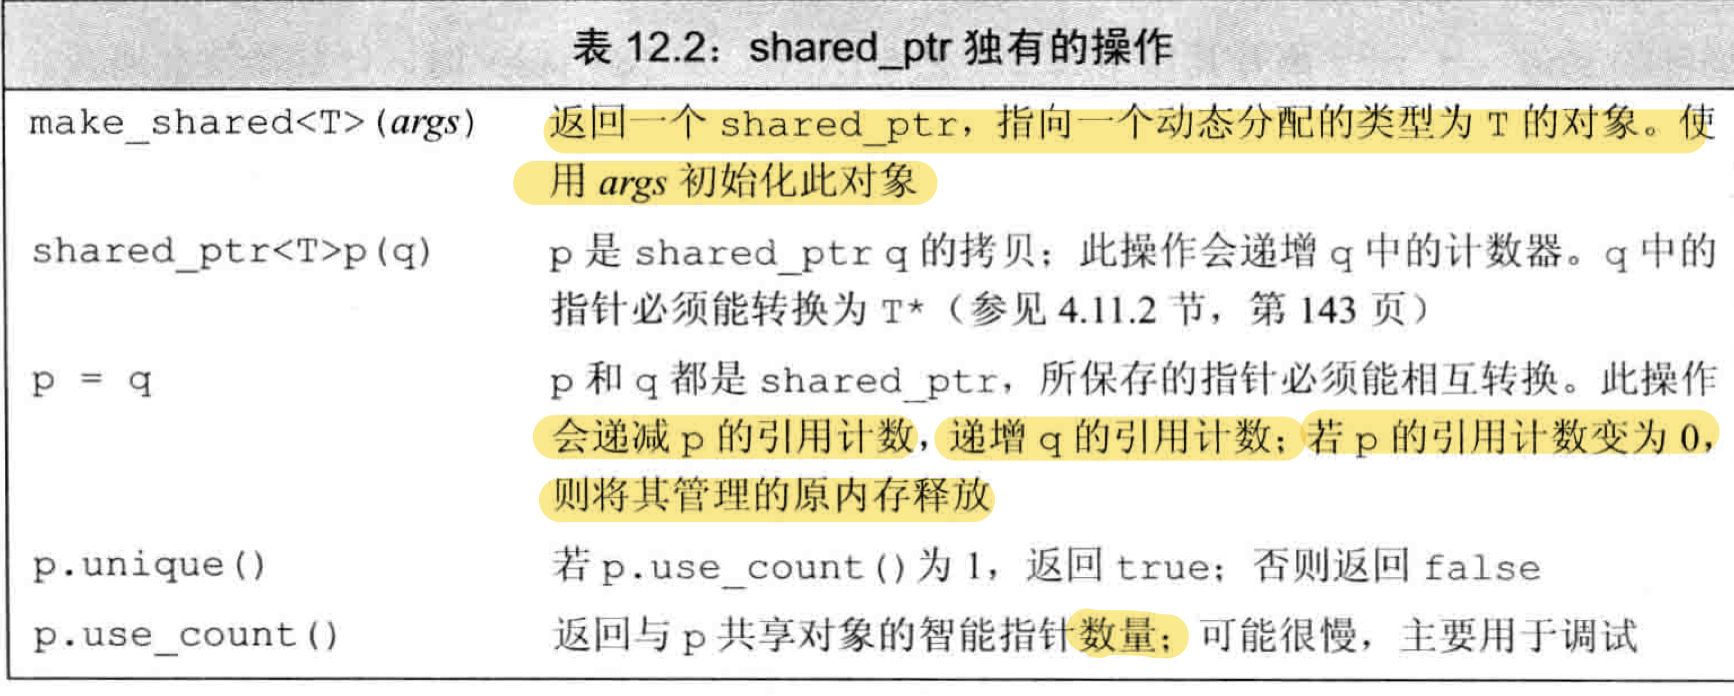 表 12.2：shared_ptr 独有的操作
make_shared<T>(args) 返回一个 shared_ptr，指向一个动态分配的类型为 T 的对象。使
用 args 初始化此对象
shared_ptr<T>p(q) p 是 shared_ptr q 的拷贝；此操作会递增 q 中的计数器。q 中的
指针必须能转换为 T*（参见 4.11.2 节，第 143 页）
p = q p 和 q 都是 shared_ptr，所保存的指针必须能相互转换。此操作
会递减 p 的引用计数，递增 q 的引用计数；若 p 的引用计数变为 0，
则将其管理的原内存释放
p.unique() 若 p.use_count() 为 1，返回 true；否则返回 false
p.use_count() 返回与 p 共享对象的智能指针数量；可能很慢，主要用于调试